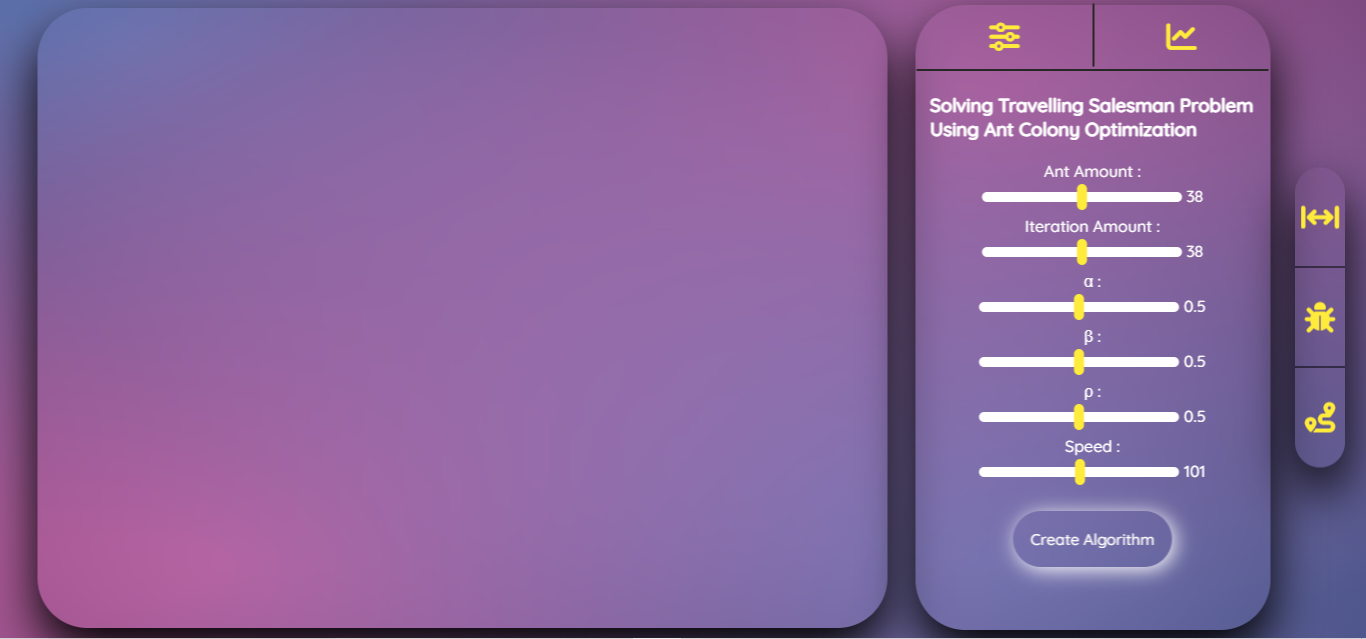 Solving Travelling Salesman Problem
Using Ant Colony Optimization
Ant Amount :
38
Iteration Amount :
38
α :
0.5
β :
0.5
ρ :
0.5
Speed :
101
Create Algorithm